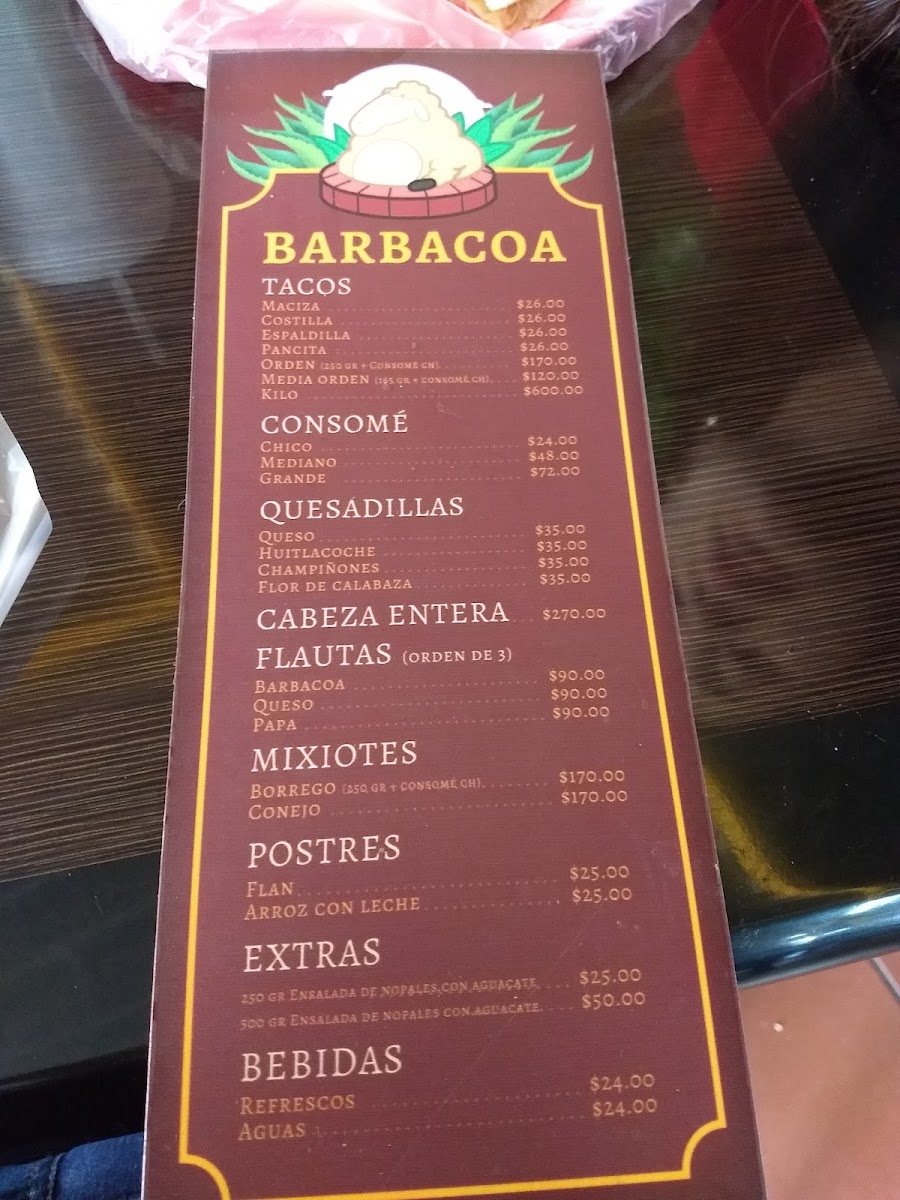 BARBACOA
TACOS
MACIZA $26.00
COSTILLA $26.00
ESPALDILLA $26.00
PANCITA $26.00
ORDEN (250 GR + CONSOMÉ CH) $170.00
MEDIA ORDEN (165 GR + CONSOMÉ CH) $120.00
KILO $600.00
CONSOMÉ
CHICO $24.00
MEDIANO $48.00
GRANDE $72.00
QUESADILLAS
QUESO $35.00
HUITLACOCHE $35.00
CHAMPIÑONES $35.00
FLOR DE CALABAZA $35.00
CABEZA ENTERA $270.00
FLAUTAS (ORDEN DE 3)
BARBACOA $90.00
QUESO $90.00
PAPA $90.00
MIXIOTES
BORREGO (250 GR + CONSOMÉ CH) $170.00
CONEJO $170.00
POSTRES
FLAN $25.00
ARROZ CON LECHE $25.00
EXTRAS
250 GR ENSALADA DE NOPALES CON AGUACATE $25.00
500 GR ENSALADA DE NOPALES CON AGUACATE $50.00
BEBIDAS
REFRESCOS $24.00
AGUAS $24.00